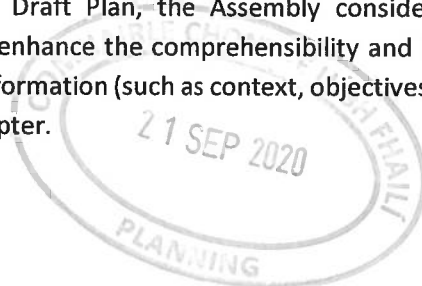 Draft Plan, the Assembly conside
enhance the comprehensibility and
formation (such as context, objectives
pter.
21 SEP 2020
PLANNING